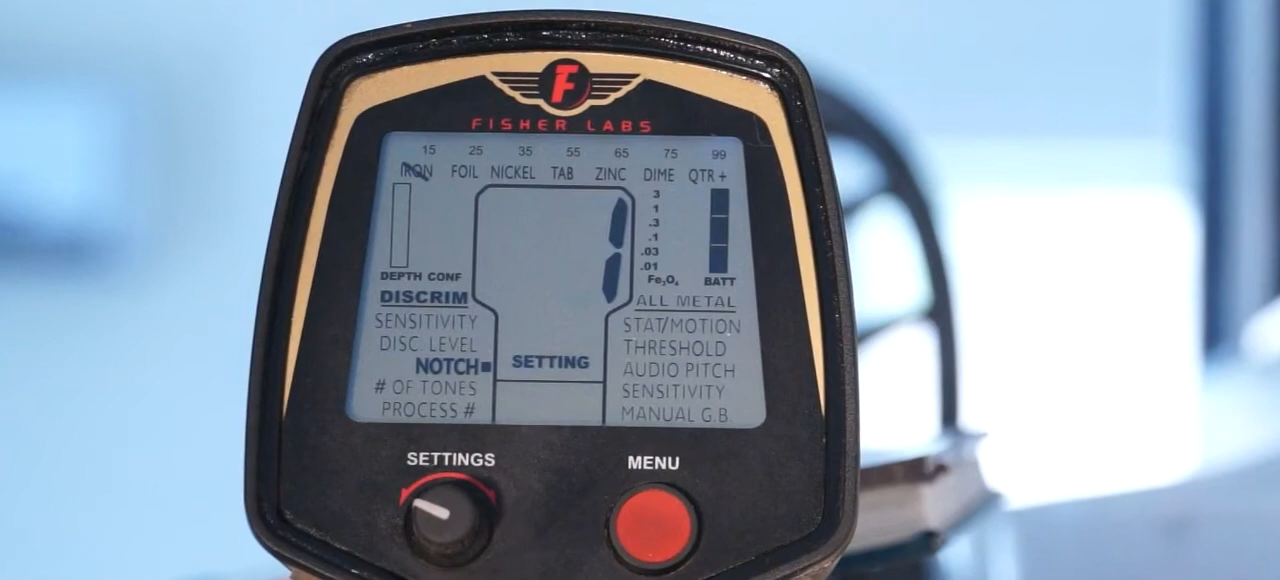 F
FISHER LABS
15 25 35 55 65 75 99
IRON FOIL NICKEL TAB ZINC DIME QTR +
3
1
.3
.1
.03
.01
Fe₃O₄
1
DEPTH CONF
BATT
DISCRIM
SENSITIVITY
DISC. LEVEL
NOTCH
# OF TONES
PROCESS #
SETTING
ALL METAL
STAT/MOTION
THRESHOLD
AUDIO PITCH
SENSITIVITY
MANUAL G.B.
SETTINGS
MENU